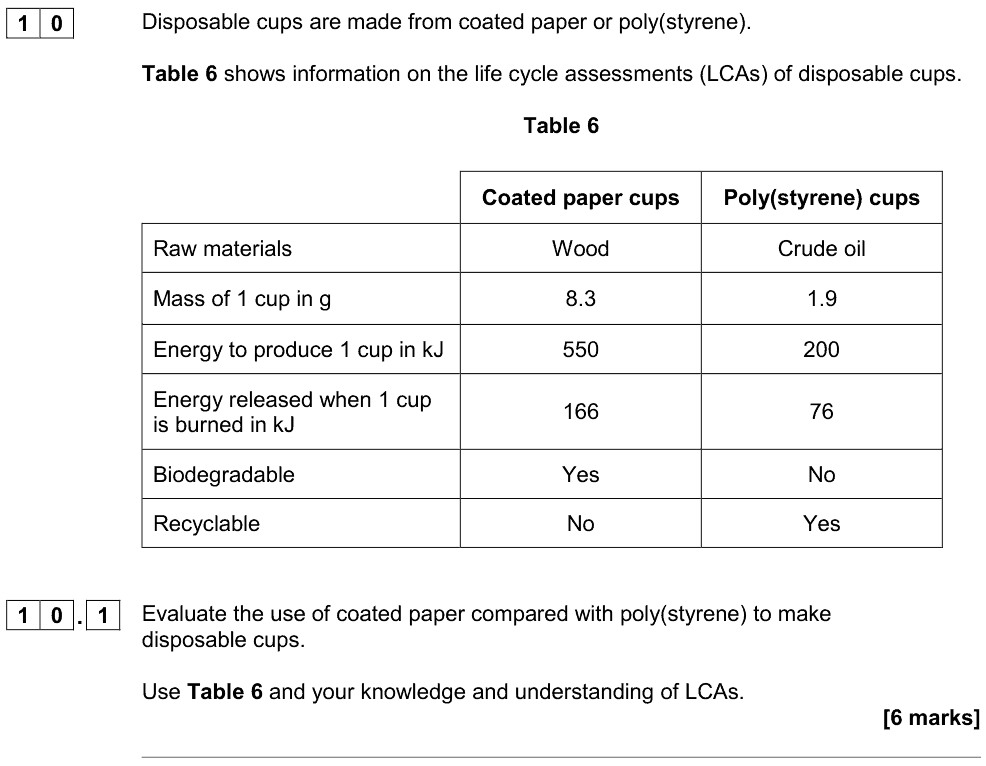 1 0 Disposable cups are made from coated paper or poly(styrene).
Table 6 shows information on the life cycle assessments (LCAs) of disposable cups.
Table 6
Coated paper cups Poly(styrene) cups
Raw materials Wood Crude oil
Mass of 1 cup in g 8.3 1.9
Energy to produce 1 cup in kJ 550 200
Energy released when 1 cup
is burned in kJ 166 76
Biodegradable Yes No
Recyclable No Yes
1 0 . 1 Evaluate the use of coated paper compared with poly(styrene) to make
disposable cups.
Use Table 6 and your knowledge and understanding of LCAs.
[6 marks]